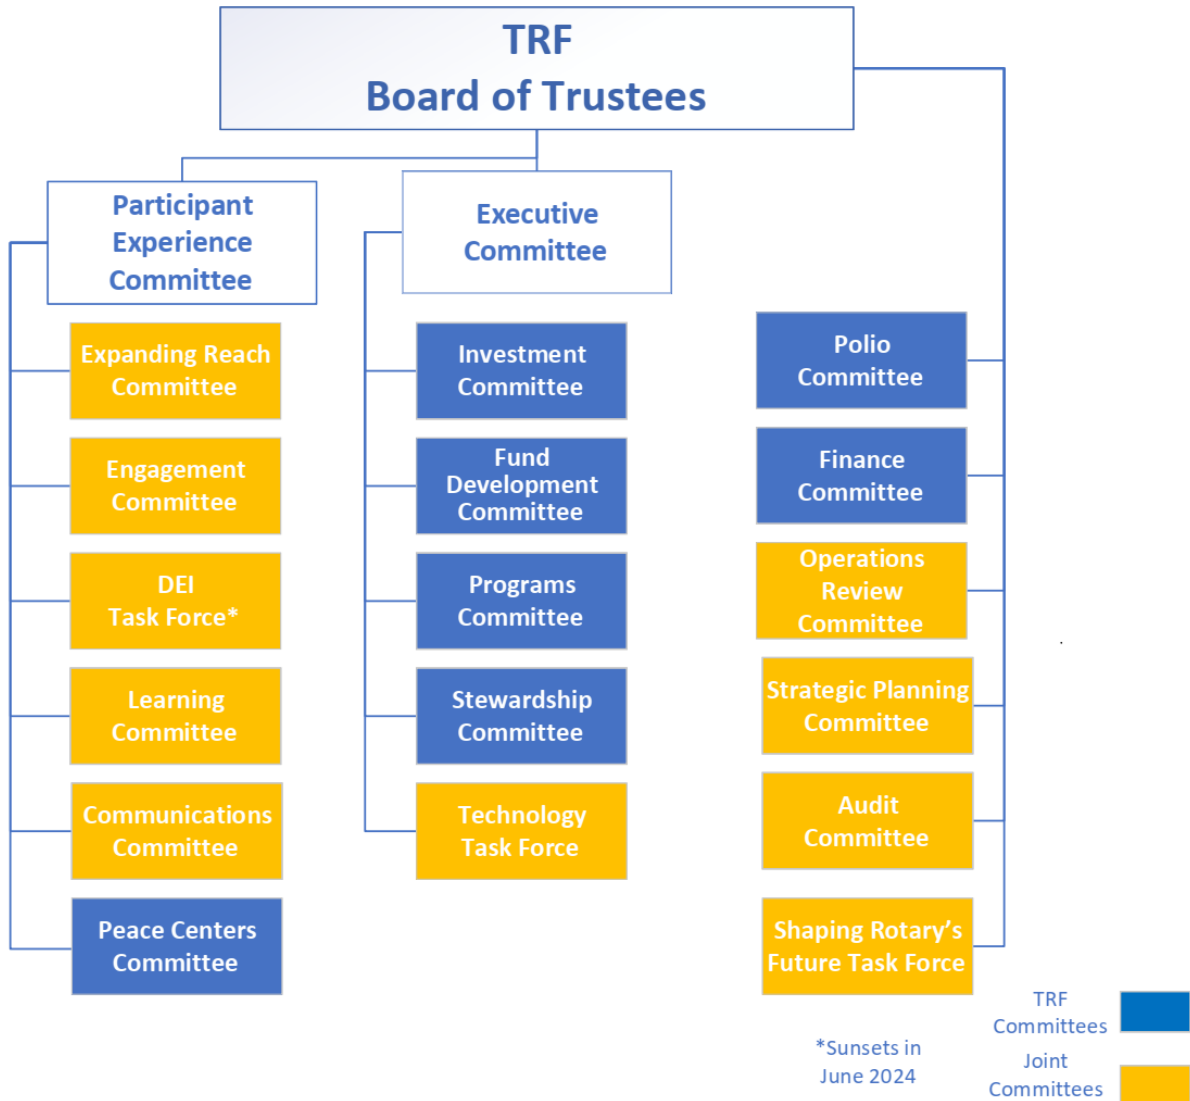 TRF
Board of Trustees
Participant
Experience
Committee
Executive
Committee
Expanding Reach
Committee
Engagement
Committee
DEI
Task Force*
Learning
Committee
Communications
Committee
Peace Centers
Committee
Investment
Committee
Fund
Development
Committee
Programs
Committee
Stewardship
Committee
Technology
Task Force
Polio
Committee
Finance
Committee
Operations
Review
Committee
Strategic Planning
Committee
Audit
Committee
Shaping Rotary’s
Future Task Force
*Sunsets in
June 2024
TRF
Committees
Joint
Committees